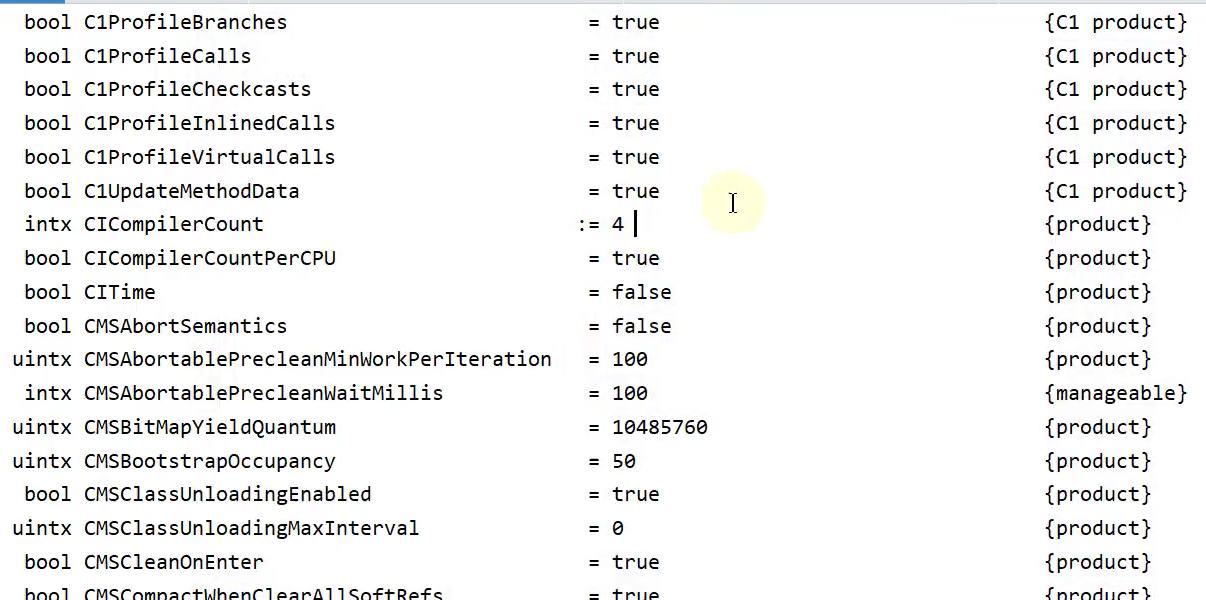 bool C1ProfileBranches = true {C1 product}
bool C1ProfileCalls = true {C1 product}
bool C1ProfileCheckcasts = true {C1 product}
bool C1ProfileInlinedCalls = true {C1 product}
bool C1ProfileVirtualCalls = true {C1 product}
bool C1UpdateMethodData = true {C1 product}
intx CICompilerCount := 4 {product}
bool CICompilerCountPerCPU = true {product}
bool CITime = false {product}
bool CMSAbortSemantics = false {product}
uintx CMSAbortablePrecleanMinWorkPerIteration = 100 {product}
intx CMSAbortablePrecleanWaitMillis = 100 {manageable}
uintx CMSBitMapYieldQuantum = 10485760 {product}
uintx CMSBootstrapOccupancy = 50 {product}
bool CMSClassUnloadingEnabled = true {product}
uintx CMSClassUnloadingMaxInterval = 0 {product}
bool CMSCleanOnEnter = true {product}
bool CMSCompactWhenClearAllSoftRefs = true {product}